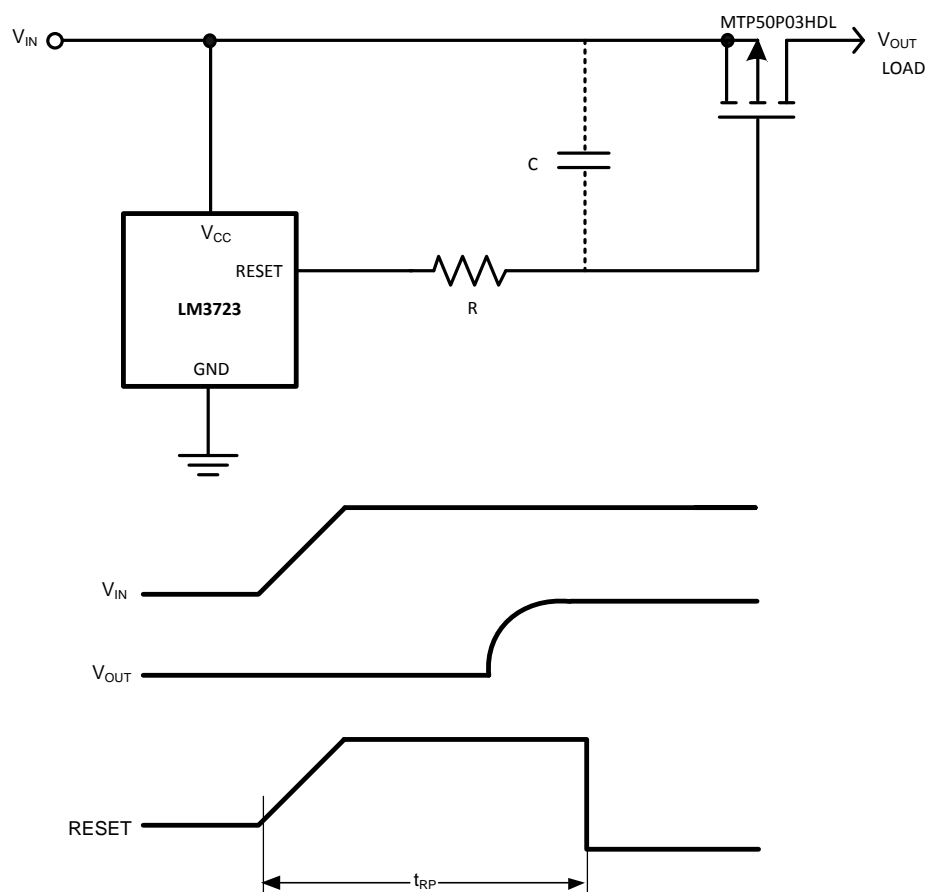 MTP50P03HDL
VIN
VOUT
LOAD
C
VCC
RESET
LM3723
R
GND
VIN
VOUT
RESET
tRP